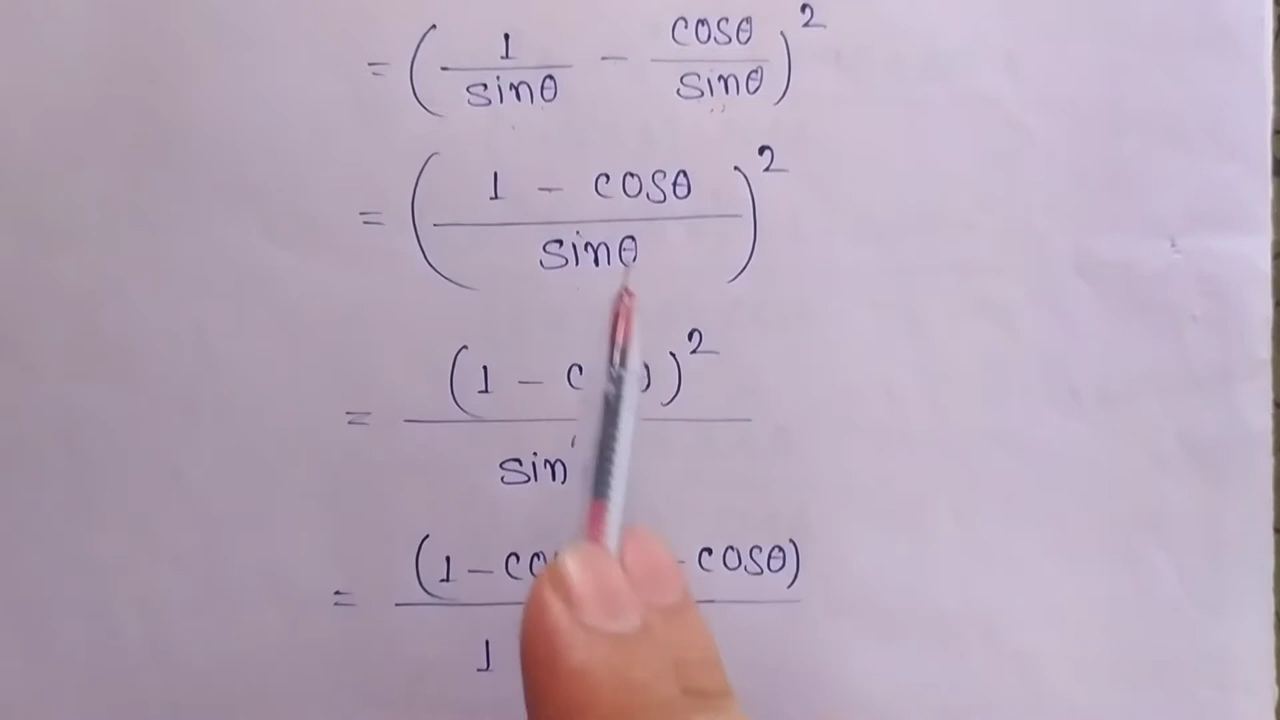 = ( 1/sinθ - cosθ/sinθ )²
= ( 1 - cosθ / sinθ )²
= (1 - c )² / sin
= (1-co -cosθ) / 1